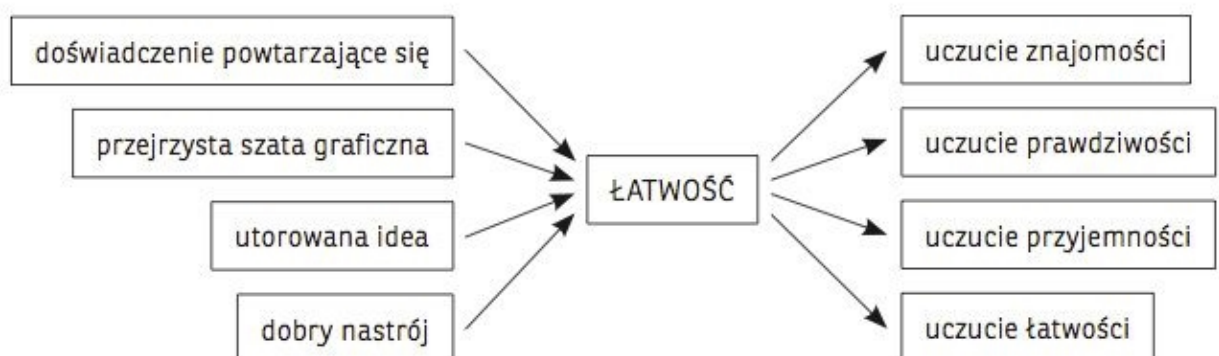 doświadczenie powtarzające się
przejrzysta szata graficzna
utorowana idea
dobry nastrój
ŁATWOŚĆ
uczucie znajomości
uczucie prawdziwości
uczucie przyjemności
uczucie łatwości